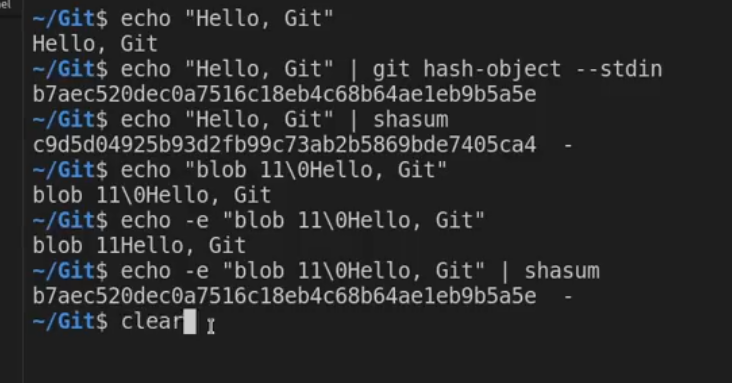 el
~/Git$ echo "Hello, Git"
Hello, Git
~/Git$ echo "Hello, Git" | git hash-object --stdin
b7aec520dec0a7516c18eb4c68b64ae1eb9b5a5e
~/Git$ echo "Hello, Git" | shasum
c9d5d04925b93d2fb99c73ab2b5869bde7405ca4  -
~/Git$ echo "blob 11\0Hello, Git"
blob 11\0Hello, Git
~/Git$ echo -e "blob 11\0Hello, Git"
blob 11Hello, Git
~/Git$ echo -e "blob 11\0Hello, Git" | shasum
b7aec520dec0a7516c18eb4c68b64ae1eb9b5a5e  -
~/Git$ clear